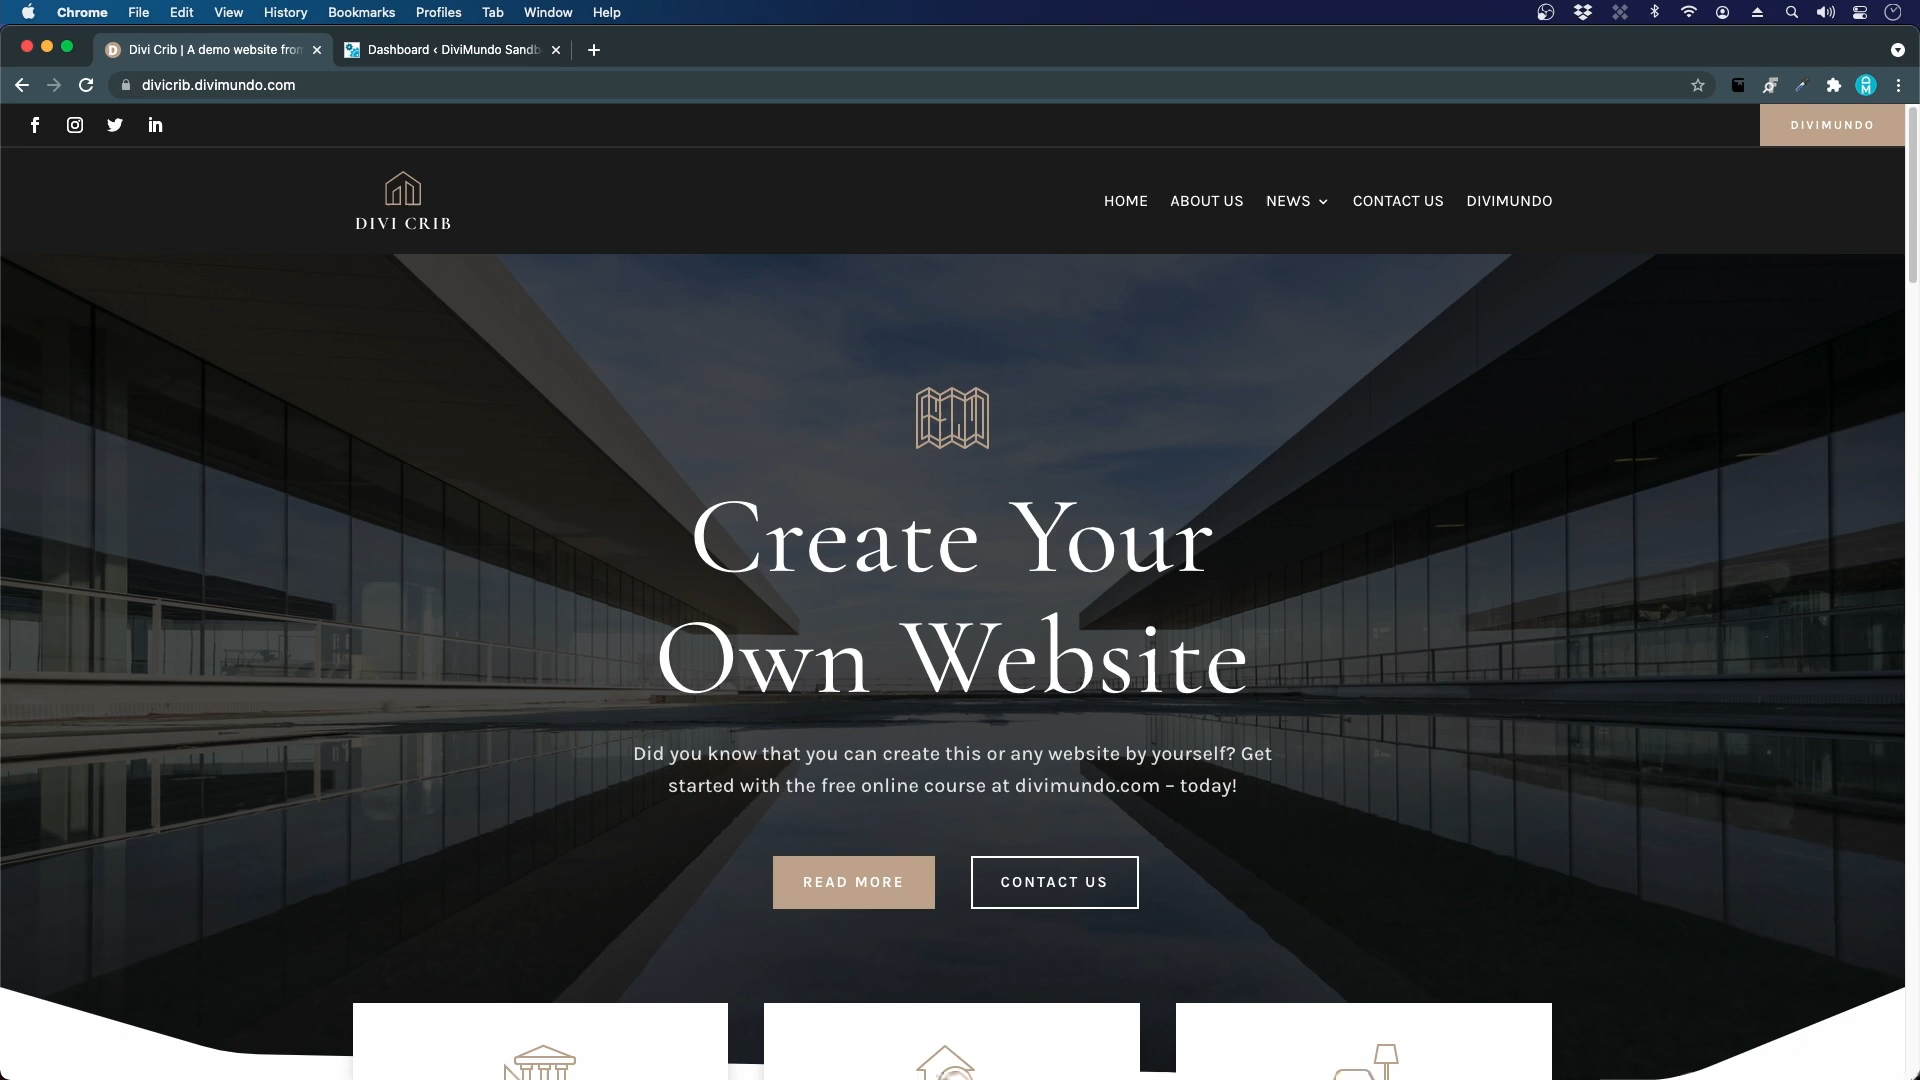 Chrome File Edit View History Bookmarks Profiles Tab Window Help
Divi Crib | A demo website from Dashboard ‹ DiviMundo Sandb
divicrib.divimundo.com
DIVIMUNDO
DIVI CRIB
HOME ABOUT US NEWS CONTACT US DIVIMUNDO
Create Your
Own Website
Did you know that you can create this or any website by yourself? Get
started with the free online course at divimundo.com – today!
READ MORE CONTACT US